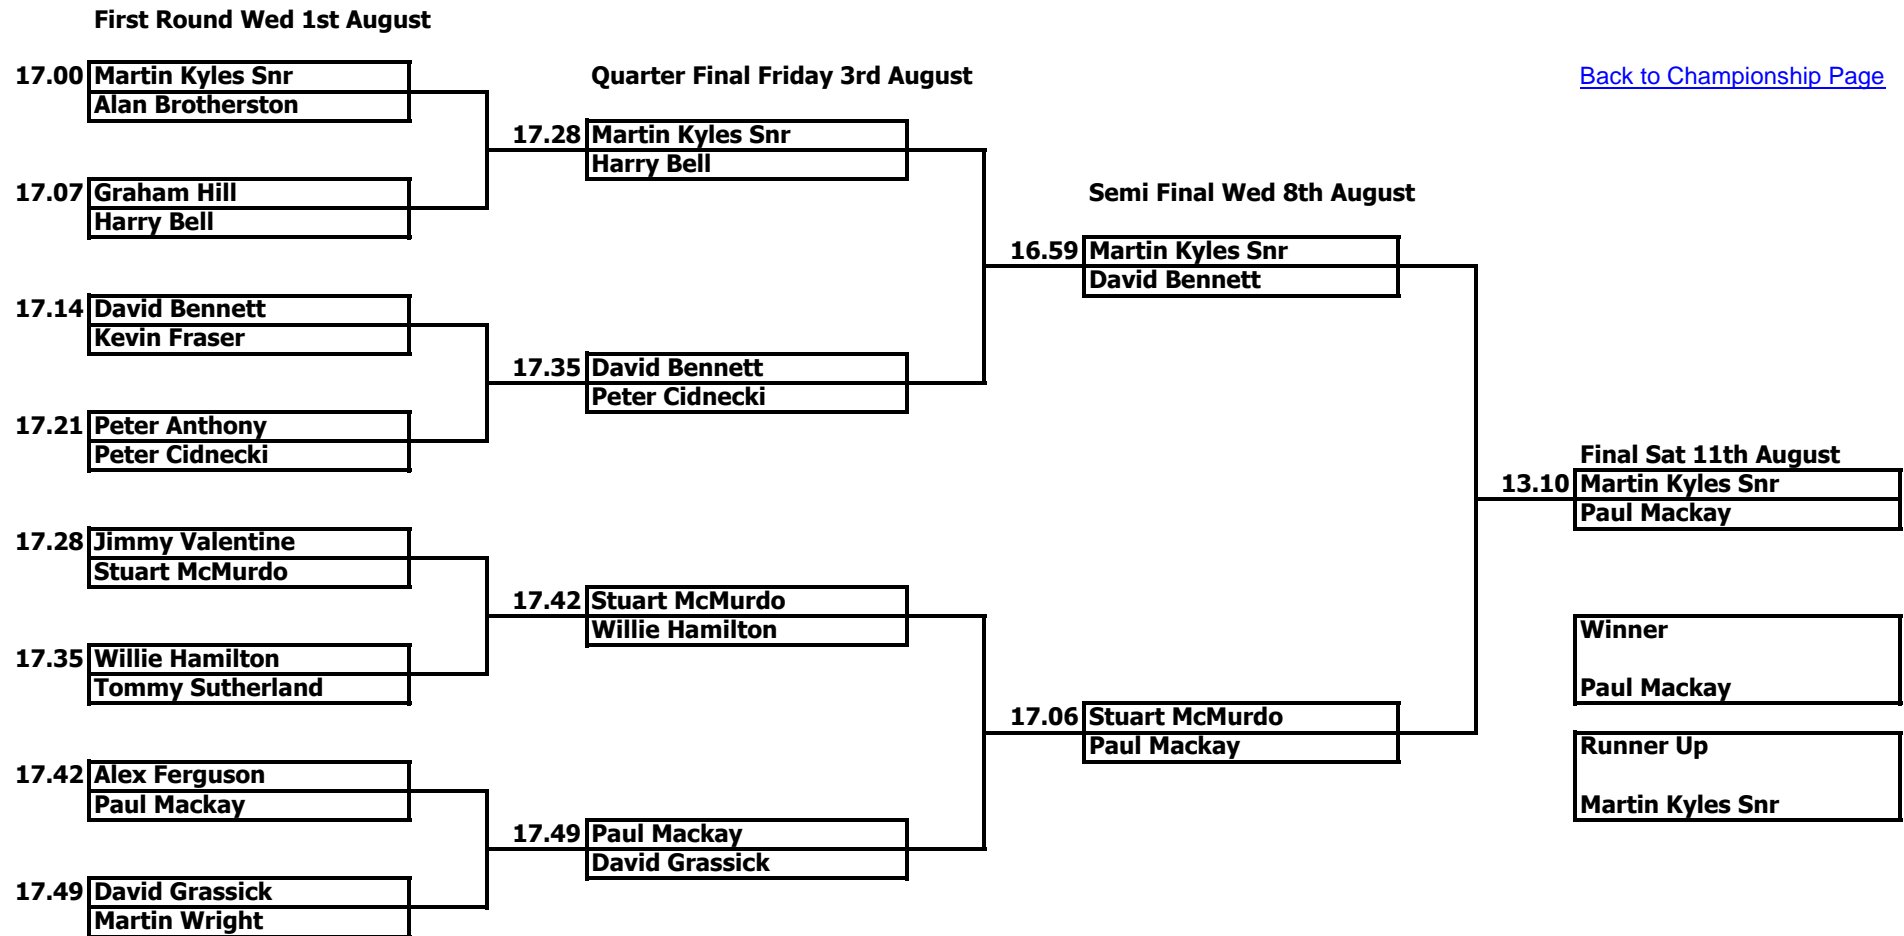 First Round Wed 1st August
17.00 Martin Kyles Snr
Alan Brotherston
17.07 Graham Hill
Harry Bell
17.14 David Bennett
Kevin Fraser
17.21 Peter Anthony
Peter Cidnecki
17.28 Jimmy Valentine
Stuart McMurdo
17.35 Willie Hamilton
Tommy Sutherland
17.42 Alex Ferguson
Paul Mackay
17.49 David Grassick
Martin Wright
Quarter Final Friday 3rd August
17.28 Martin Kyles Snr
Harry Bell
17.35 David Bennett
Peter Cidnecki
17.42 Stuart McMurdo
Willie Hamilton
17.49 Paul Mackay
David Grassick
Semi Final Wed 8th August
16.59 Martin Kyles Snr
David Bennett
17.06 Stuart McMurdo
Paul Mackay
Back to Championship Page
Final Sat 11th August
13.10 Martin Kyles Snr
Paul Mackay
Winner
Paul Mackay
Runner Up
Martin Kyles Snr